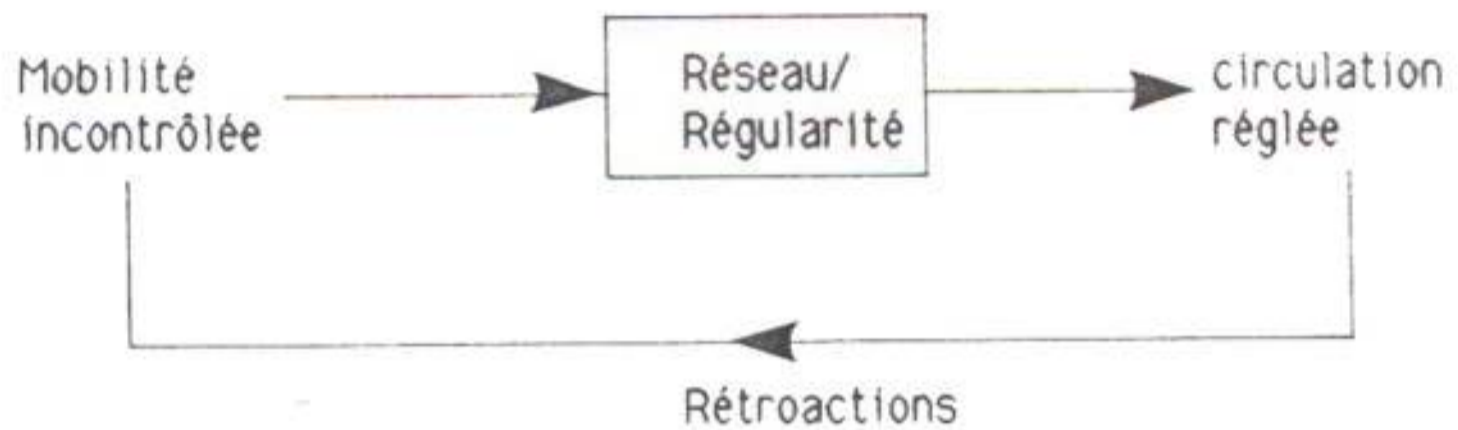 Mobilité
incontrôlée
Réseau/
Régularité
circulation
réglée
Rétroactions